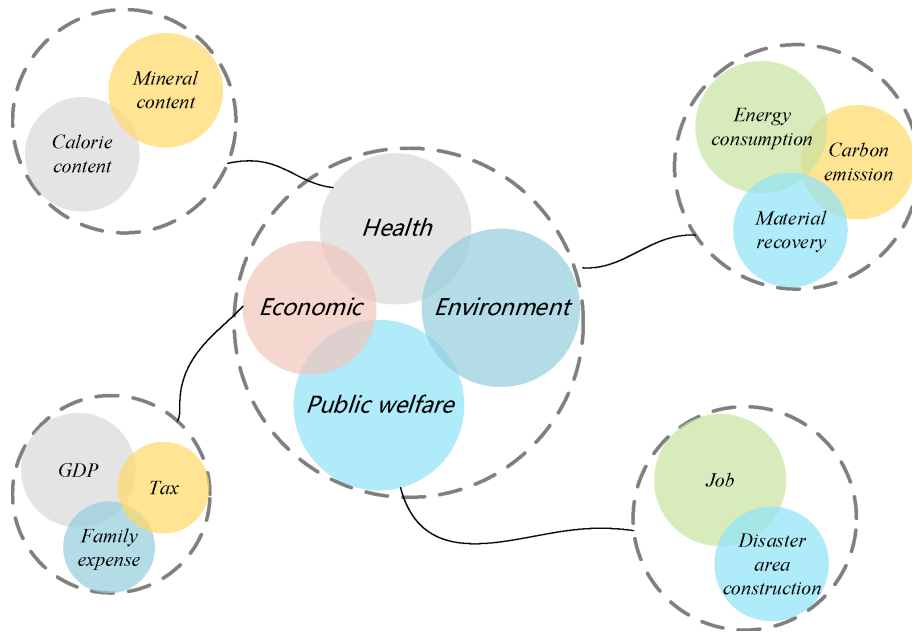 Mineral
content
Calorie
content
Energy
consumption
Carbon
emission
Material
recovery
Health
Economic
Environment
Public welfare
GDP
Tax
Family
expense
Job
Disaster
area
construction